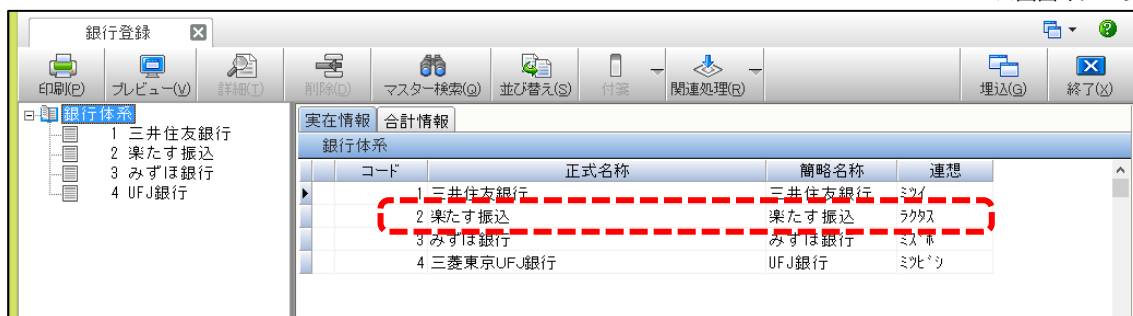 銀行登録
印刷(P) プレビュー(V) 詳細(T) 削除(D) マスター検索(Q) 並び替え(S) 付箋 関連処理(R) 埋込(G) 終了(X)
銀行体系
1 三井住友銀行
2 楽たす振込
3 みずほ銀行
4 UFJ銀行
実在情報 合計情報
銀行体系
コード 正式名称 簡略名称 連想
1 三井住友銀行 三井住友銀行 ﾐﾂｲ
2 楽たす振込 楽たす振込 ﾗｸﾀｽ
3 みずほ銀行 みずほ銀行 ﾐｽﾞﾎ
4 三菱東京UFJ銀行 UFJ銀行 ﾐﾂﾋﾞｼ